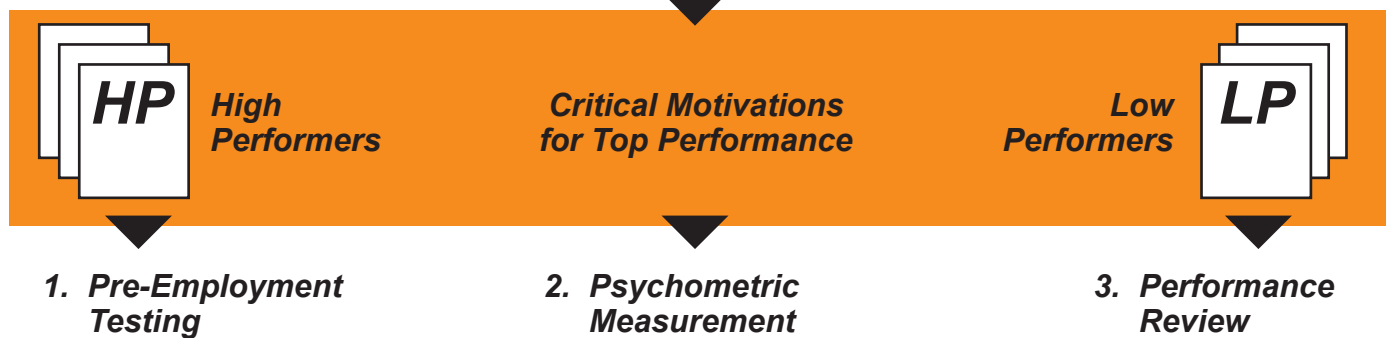 HP
High
Performers
Critical Motivations
for Top Performance
Low
Performers
LP
1. Pre-Employment
Testing
2. Psychometric
Measurement
3. Performance
Review